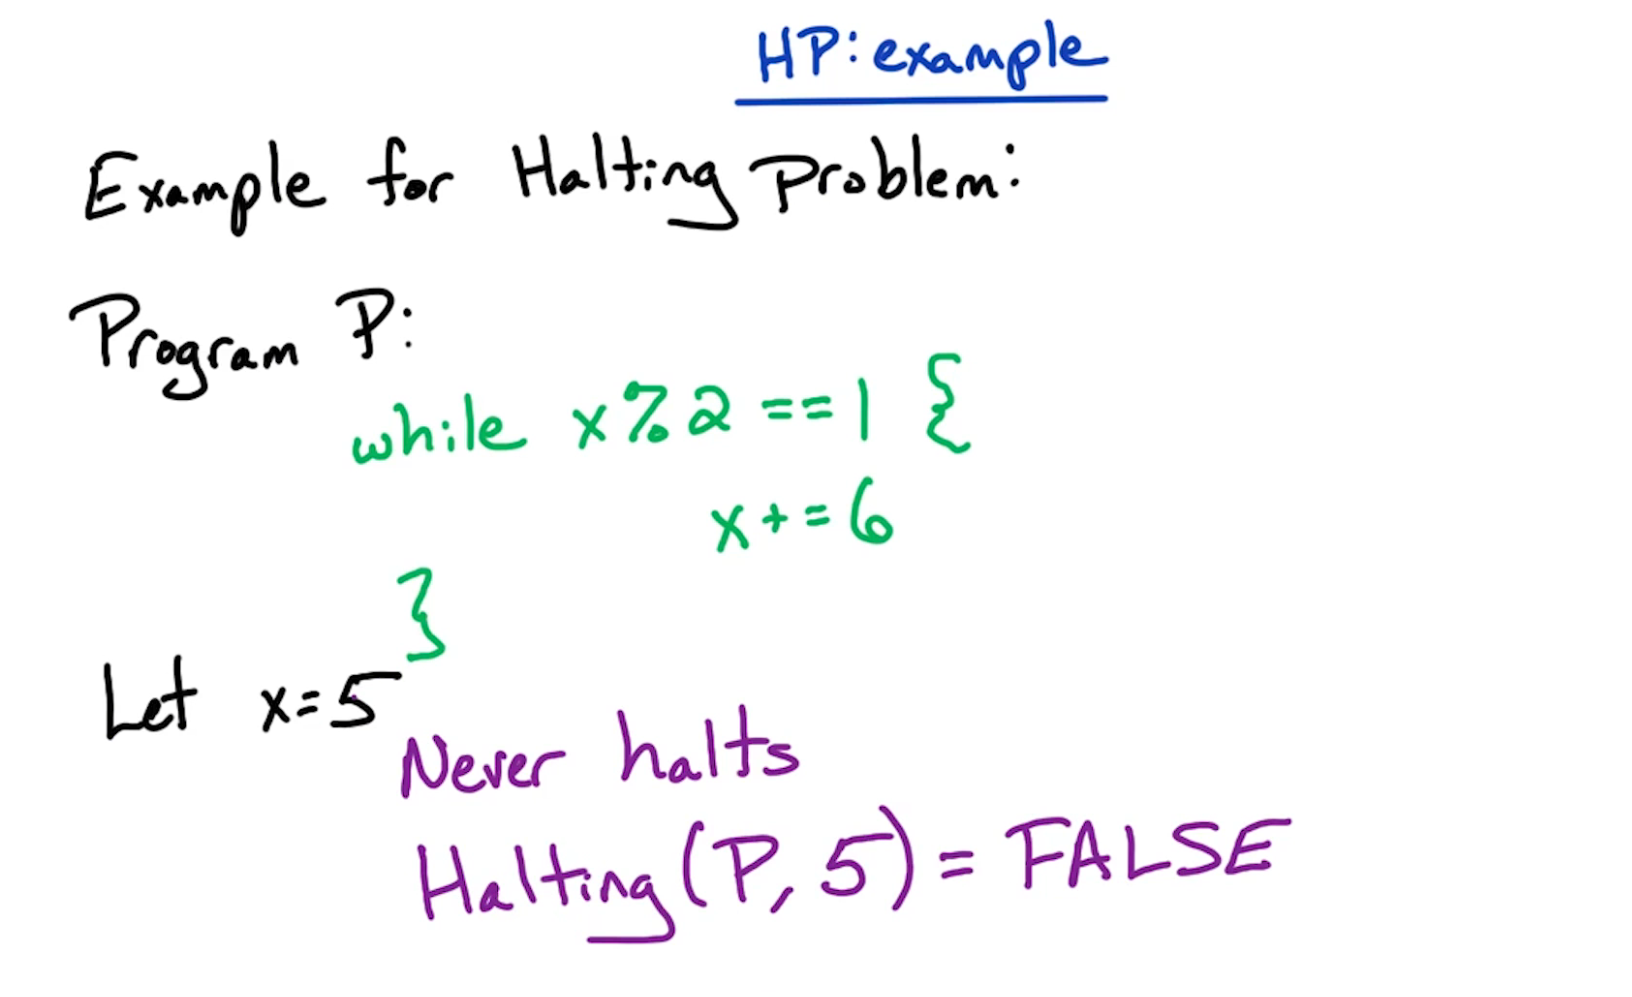 HP: example
Example for Halting Problem:
Program P:
while x%2 ==1 {
x+=6
}
Let x=5
Never halts
Halting(P, 5) = FALSE